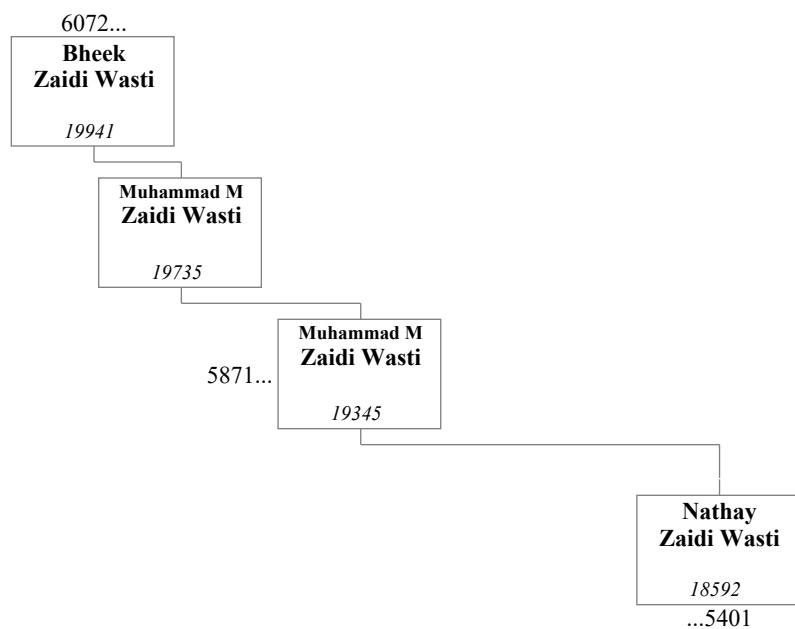 6072...
Bheek
Zaidi Wasti
19941
Muhammad M
Zaidi Wasti
19735
Muhammad M
Zaidi Wasti
5871...
19345
Nathay
Zaidi Wasti
18592
...5401